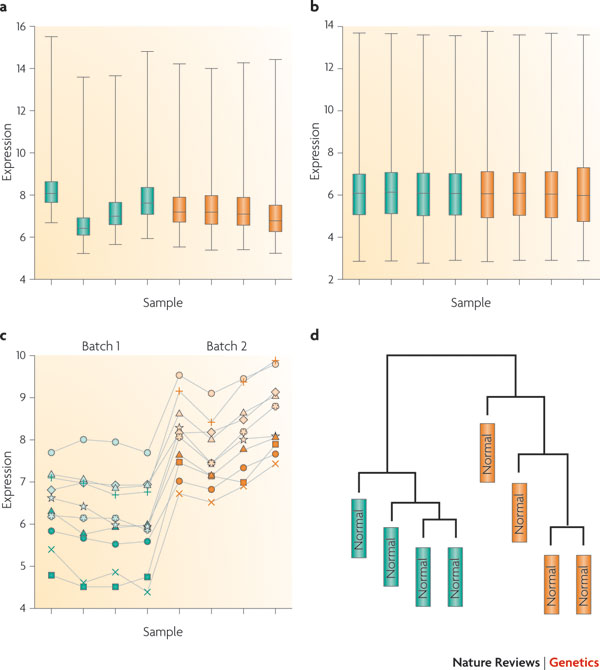 a
16
14
12
10
8
6
4
Expression
Sample
b
14
12
10
8
6
4
2
Expression
Sample
c
Batch 1
Batch 2
10
9
8
7
6
5
4
Expression
Sample
d
Normal
Normal
Normal
Normal
Normal
Normal
Normal
Normal
Nature Reviews | Genetics